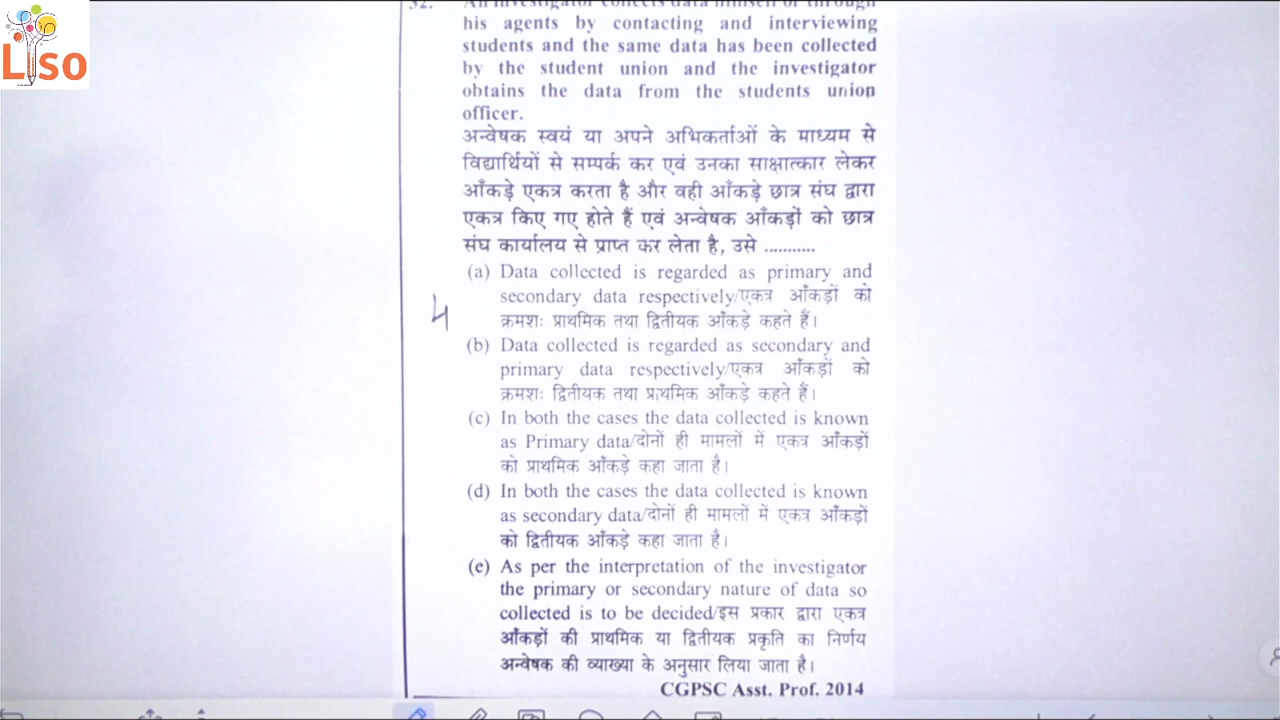 Liso
32. An investigator collects data himself or through
his agents by contacting and interviewing
students and the same data has been collected
by the student union and the investigator
obtains the data from the students union
officer.
अन्वेषक स्वयं या अपने अभिकर्ताओं के माध्यम से
विद्यार्थियों से सम्पर्क कर एवं उनका साक्षात्कार लेकर
आँकड़े एकत्र करता है और वही आँकड़े छात्र संघ द्वारा
एकत्र किए गए होते हैं एवं अन्वेषक आँकड़ों को छात्र
संघ कार्यालय से प्राप्त कर लेता है, उसे ...........
(a) Data collected is regarded as primary and
secondary data respectively/एकत्र आँकड़ों को
क्रमशः प्राथमिक तथा द्वितीयक आँकड़े कहते हैं।
(b) Data collected is regarded as secondary and
primary data respectively/एकत्र आँकड़ों को
क्रमशः द्वितीयक तथा प्राथमिक आँकड़े कहते हैं।
(c) In both the cases the data collected is known
as Primary data/दोनों ही मामलों में एकत्र आँकड़ों
को प्राथमिक आँकड़े कहा जाता है।
(d) In both the cases the data collected is known
as secondary data/दोनों ही मामलों में एकत्र आँकड़ों
को द्वितीयक आँकड़े कहा जाता है।
(e) As per the interpretation of the investigator
the primary or secondary nature of data so
collected is to be decided/इस प्रकार द्वारा एकत्र
आँकड़ों की प्राथमिक या द्वितीयक प्रकृति का निर्णय
अन्वेषक की व्याख्या के अनुसार लिया जाता है।
CGPSC Asst. Prof. 2014